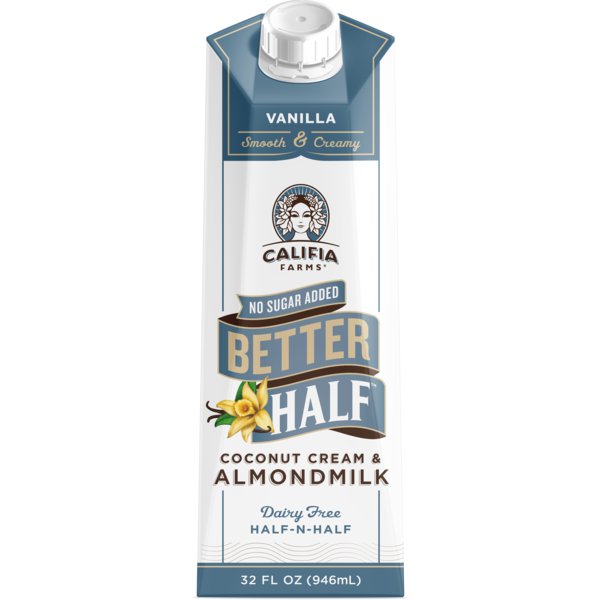 VANILLA
Smooth & Creamy
CALIFIA
FARMS®
NO SUGAR ADDED
BETTER
HALF™
COCONUT CREAM &
ALMONDMILK
Dairy Free
HALF-N-HALF
32 FL OZ (946mL)